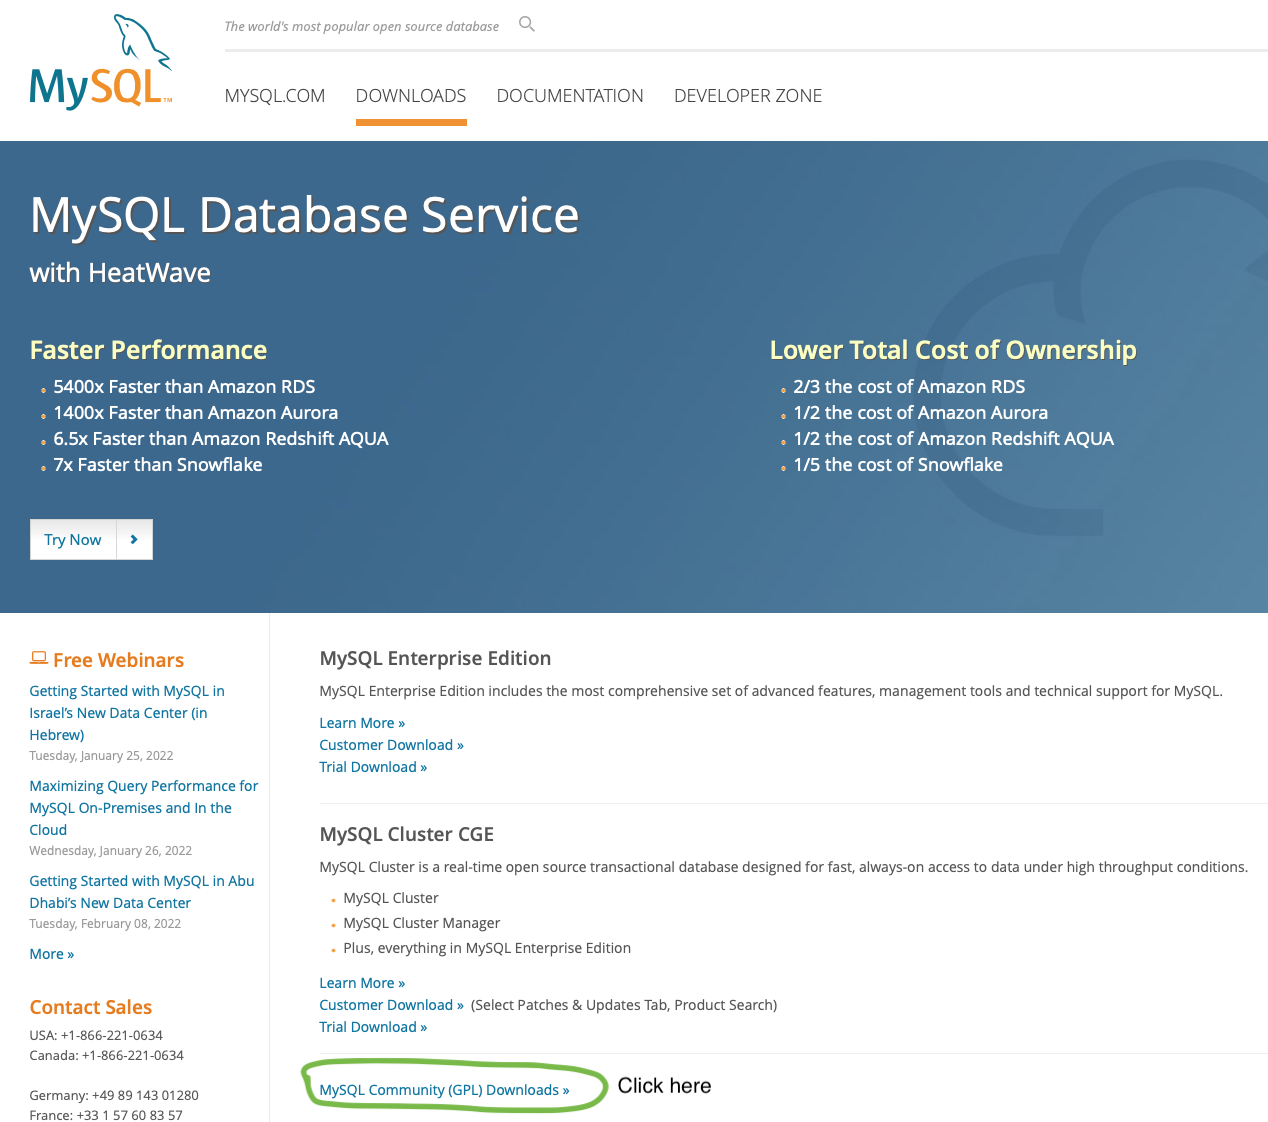 The world's most popular open source database
MySQL™
MYSQL.COM DOWNLOADS DOCUMENTATION DEVELOPER ZONE
MySQL Database Service
with HeatWave
Faster Performance
5400x Faster than Amazon RDS
1400x Faster than Amazon Aurora
6.5x Faster than Amazon Redshift AQUA
7x Faster than Snowflake
Lower Total Cost of Ownership
2/3 the cost of Amazon RDS
1/2 the cost of Amazon Aurora
1/2 the cost of Amazon Redshift AQUA
1/5 the cost of Snowflake
Try Now
Free Webinars
Getting Started with MySQL in
Israel's New Data Center (in
Hebrew)
Tuesday, January 25, 2022
Maximizing Query Performance for
MySQL On-Premises and In the
Cloud
Wednesday, January 26, 2022
Getting Started with MySQL in Abu
Dhabi's New Data Center
Tuesday, February 08, 2022
More »
Contact Sales
USA: +1-866-221-0634
Canada: +1-866-221-0634
Germany: +49 89 143 01280
France: +33 1 57 60 83 57
MySQL Enterprise Edition
MySQL Enterprise Edition includes the most comprehensive set of advanced features, management tools and technical support for MySQL.
Learn More »
Customer Download »
Trial Download »
MySQL Cluster CGE
MySQL Cluster is a real-time open source transactional database designed for fast, always-on access to data under high throughput conditions.
MySQL Cluster
MySQL Cluster Manager
Plus, everything in MySQL Enterprise Edition
Learn More »
Customer Download » (Select Patches & Updates Tab, Product Search)
Trial Download »
MySQL Community (GPL) Downloads » Click here